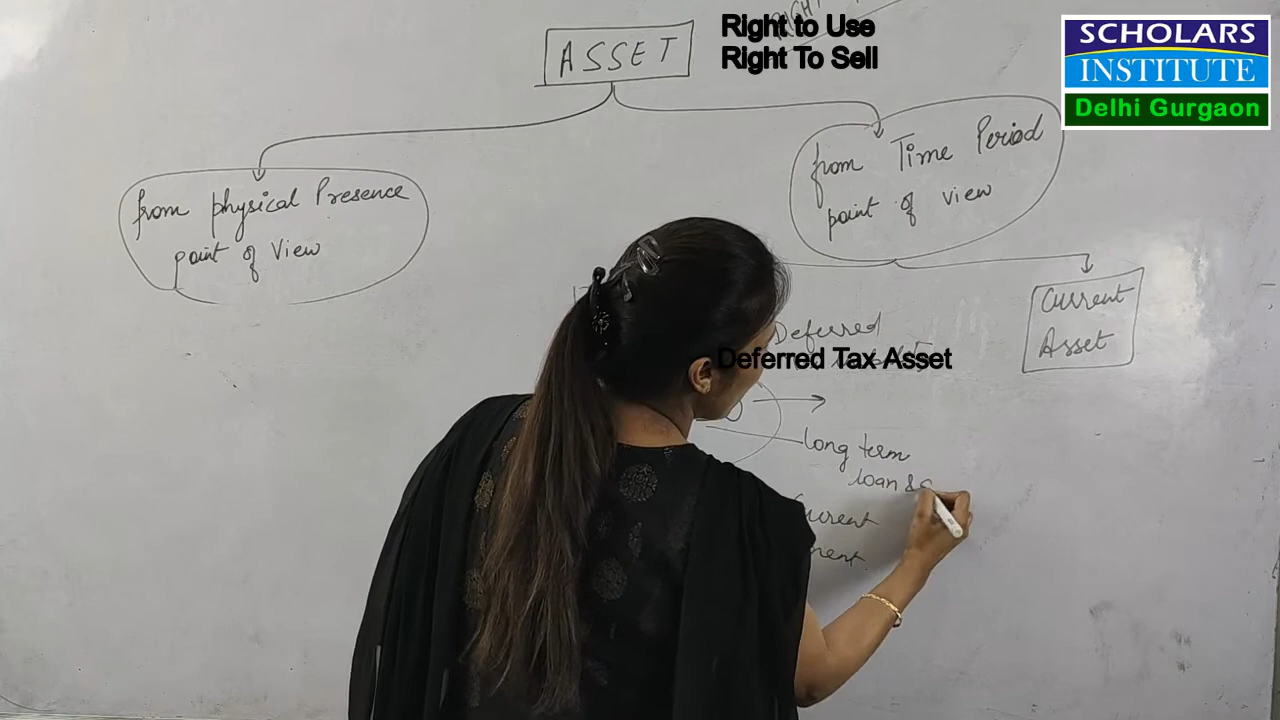 ASSET
Right to Use
Right To Sell
SCHOLARS
INSTITUTE
Delhi Gurgaon
from physical Presence
point of View
from Time Period
point of view
Current
Asset
Deferred
Deferred Tax Asset
long term
loan &